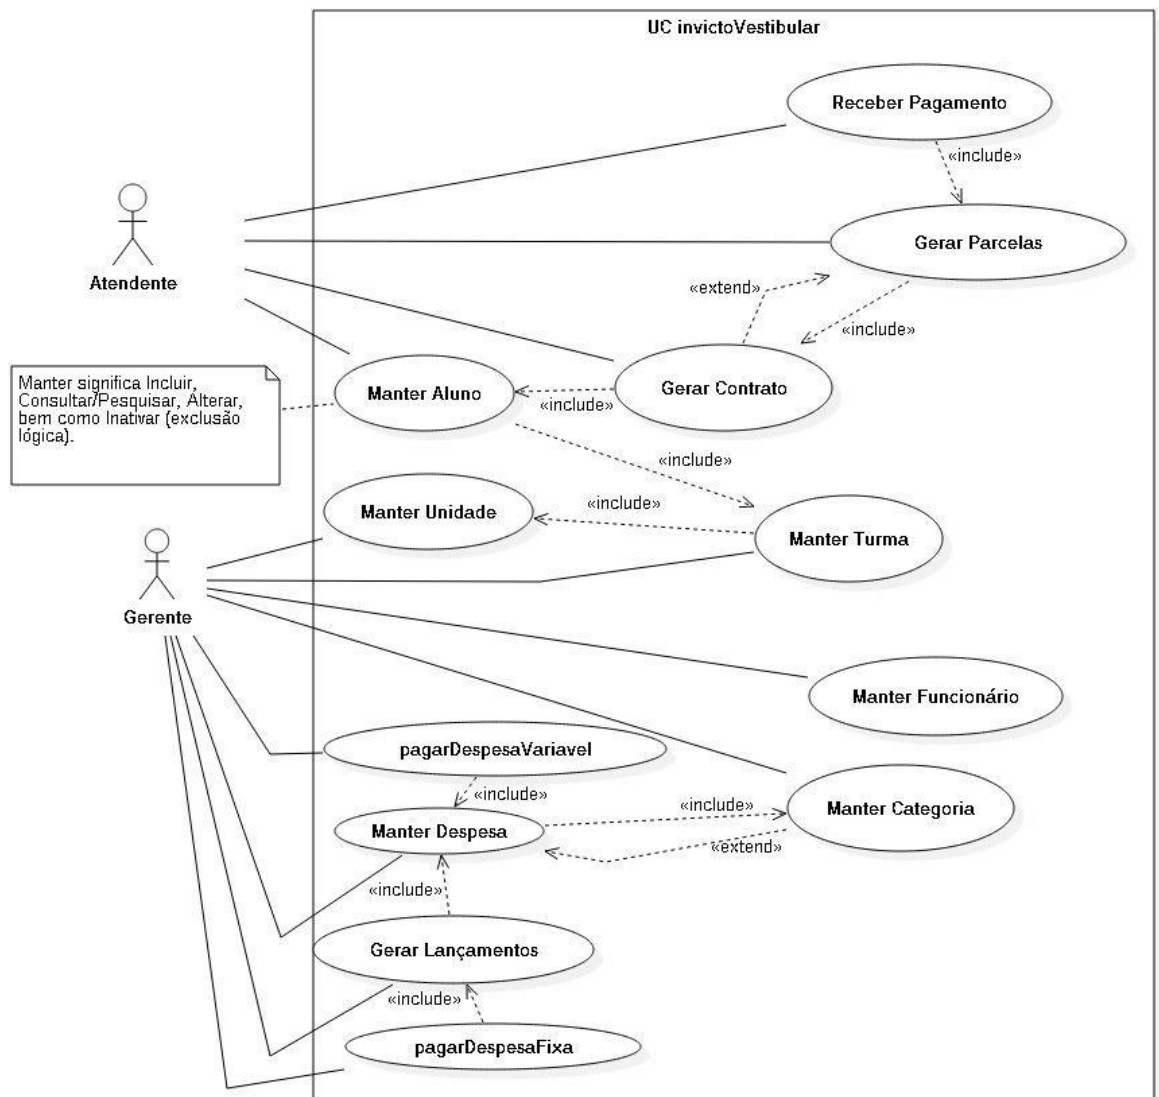 UC invictoVestibular
Receber Pagamento
«include»
Atendente
Gerar Parcelas
«extend»
«include»
Manter significa Incluir,
Consultar/Pesquisar, Alterar,
bem como Inativar (exclusão
lógica).
Manter Aluno
«include»
Gerar Contrato
«include»
Manter Unidade
«include»
Manter Turma
Gerente
Manter Funcionário
pagarDespesaVariavel
«include»
Manter Despesa
«include»
«extend»
Manter Categoria
«include»
Gerar Lançamentos
«include»
pagarDespesaFixa